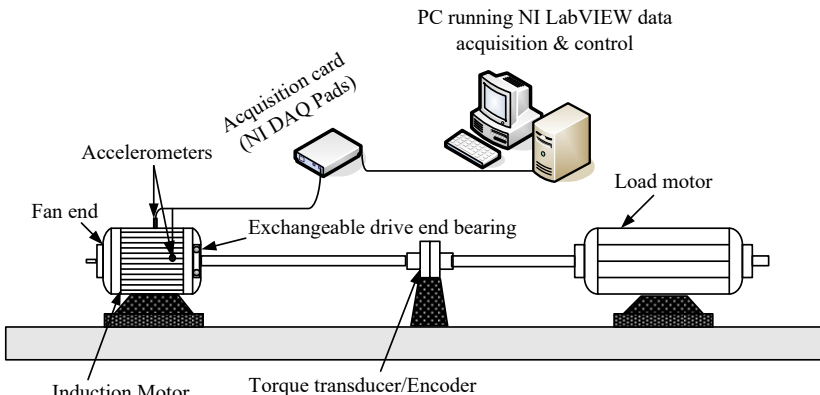 PC running NI LabVIEW data
acquisition & control
Acquisition card
(NI DAQ Pads)
Accelerometers
Load motor
Fan end
Exchangeable drive end bearing
Induction Motor
Torque transducer/Encoder